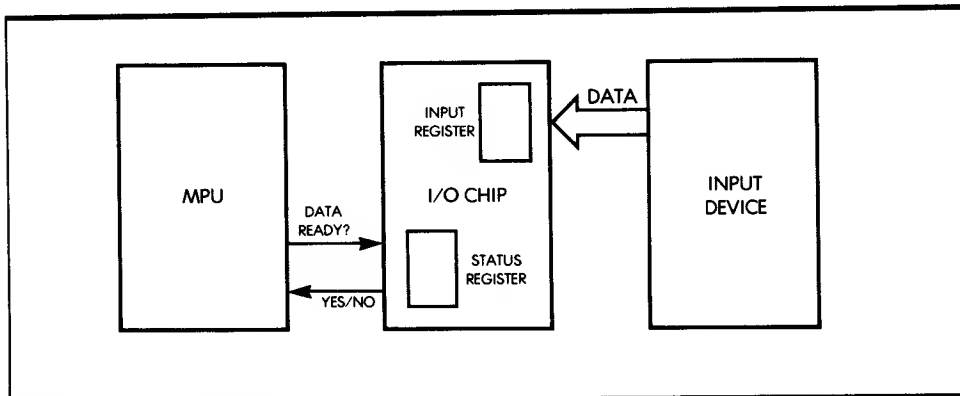 MPU
DATA
READY?
YES/NO
INPUT
REGISTER
I/O CHIP
STATUS
REGISTER
DATA
INPUT
DEVICE